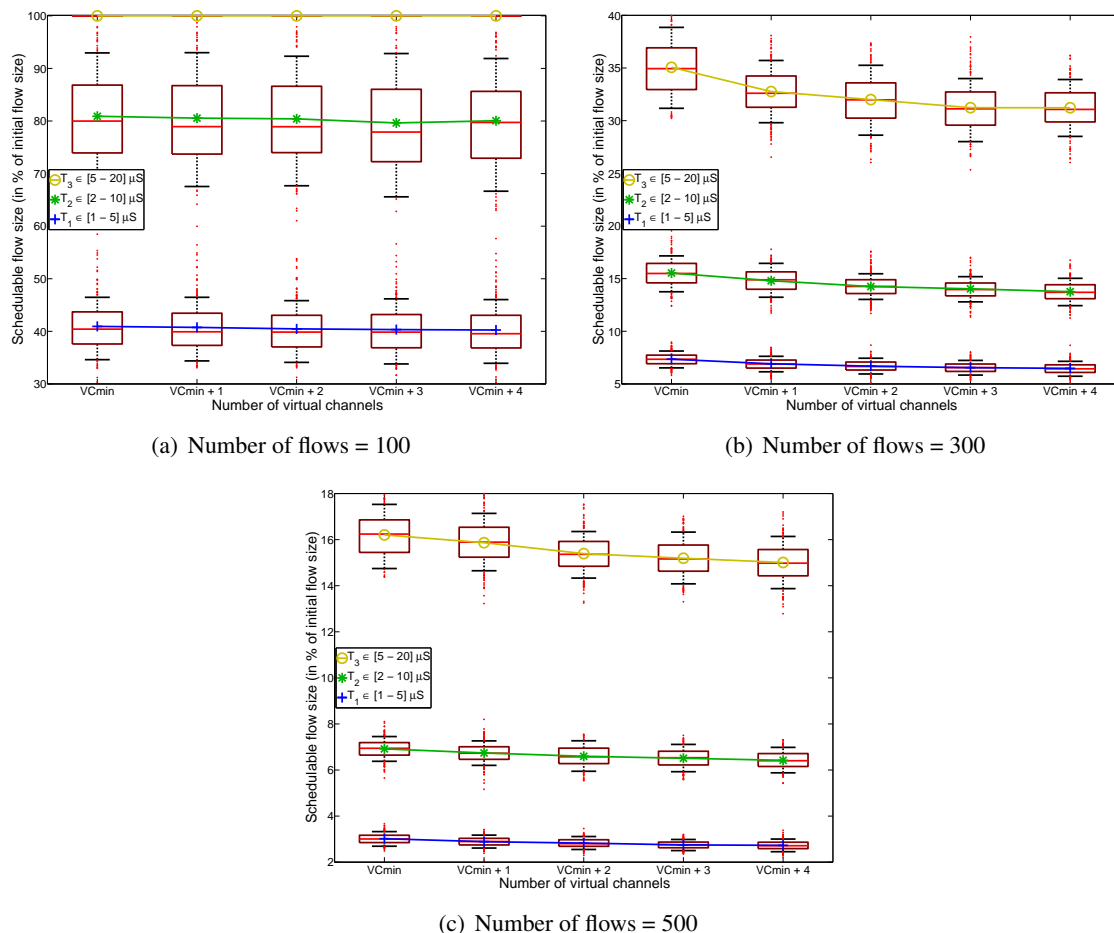 Schedulable flow size (in % of initial flow size)
100
90
80
70
60
50
40
30
T3 ∈ [5 − 20] µS
T2 ∈ [2 − 10] µS
T1 ∈ [1 − 5] µS
VCmin VCmin + 1 VCmin + 2 VCmin + 3 VCmin + 4
Number of virtual channels
(a) Number of flows = 100
Schedulable flow size (in % of initial flow size)
40
35
30
25
20
15
10
5
T3 ∈ [5 − 20] µS
T2 ∈ [2 − 10] µS
T1 ∈ [1 − 5] µS
VCmin VCmin + 1 VCmin + 2 VCmin + 3 VCmin + 4
Number of virtual channels
(b) Number of flows = 300
Schedulable flow size (in % of initial flow size)
18
16
14
12
10
8
6
4
2
T3 ∈ [5 − 20] µS
T2 ∈ [2 − 10] µS
T1 ∈ [1 − 5] µS
VCmin VCmin + 1 VCmin + 2 VCmin + 3 VCmin + 4
Number of virtual channels
(c) Number of flows = 500